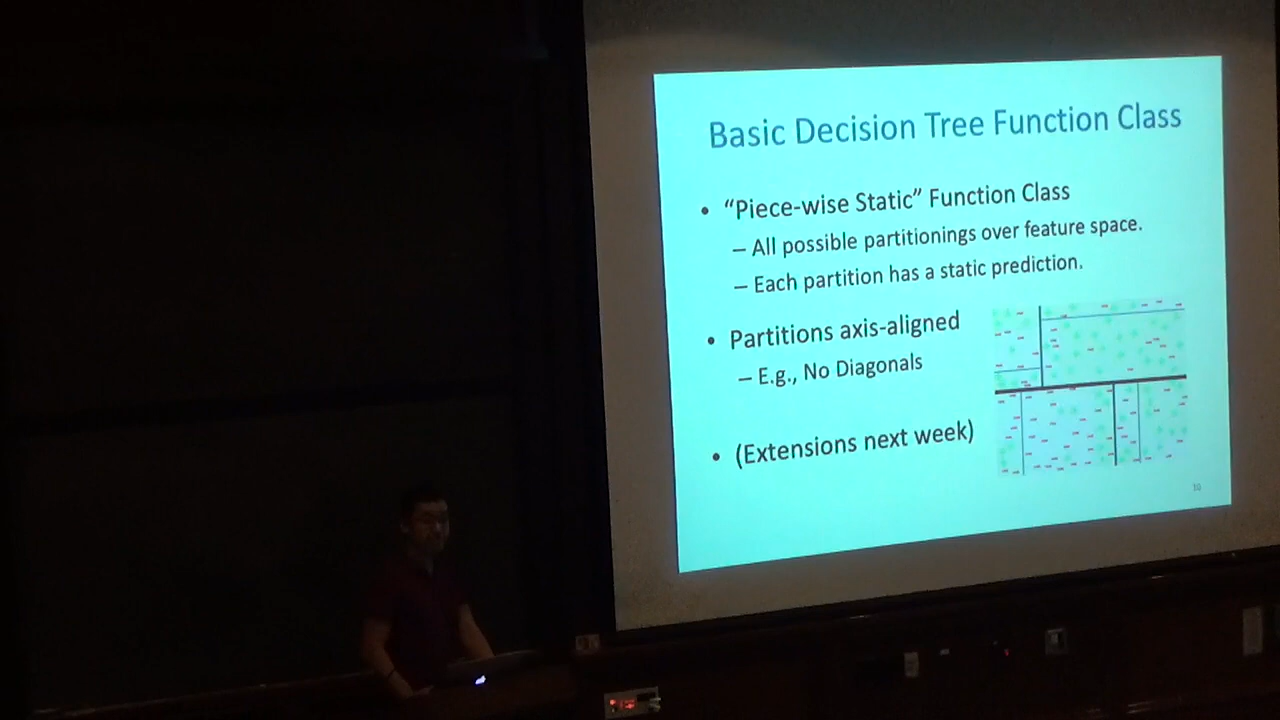 Basic Decision Tree Function Class
• “Piece-wise Static” Function Class
– All possible partitionings over feature space.
– Each partition has a static prediction.
• Partitions axis-aligned
– E.g., No Diagonals
• (Extensions next week)
10